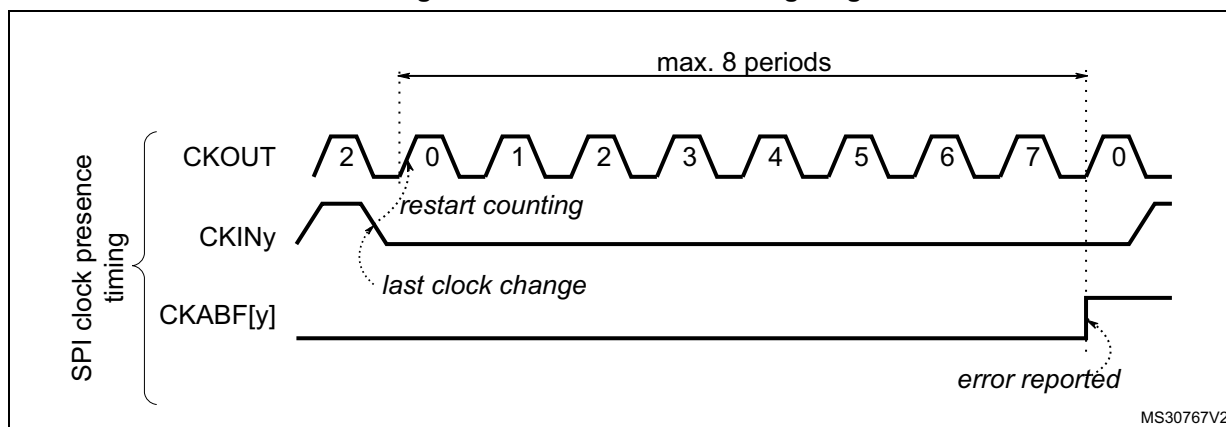 max. 8 periods
SPI clock presence
timing
CKOUT
2 0 1 2 3 4 5 6 7 0
restart counting
CKINy
last clock change
CKABF[y]
error reported
MS30767V2